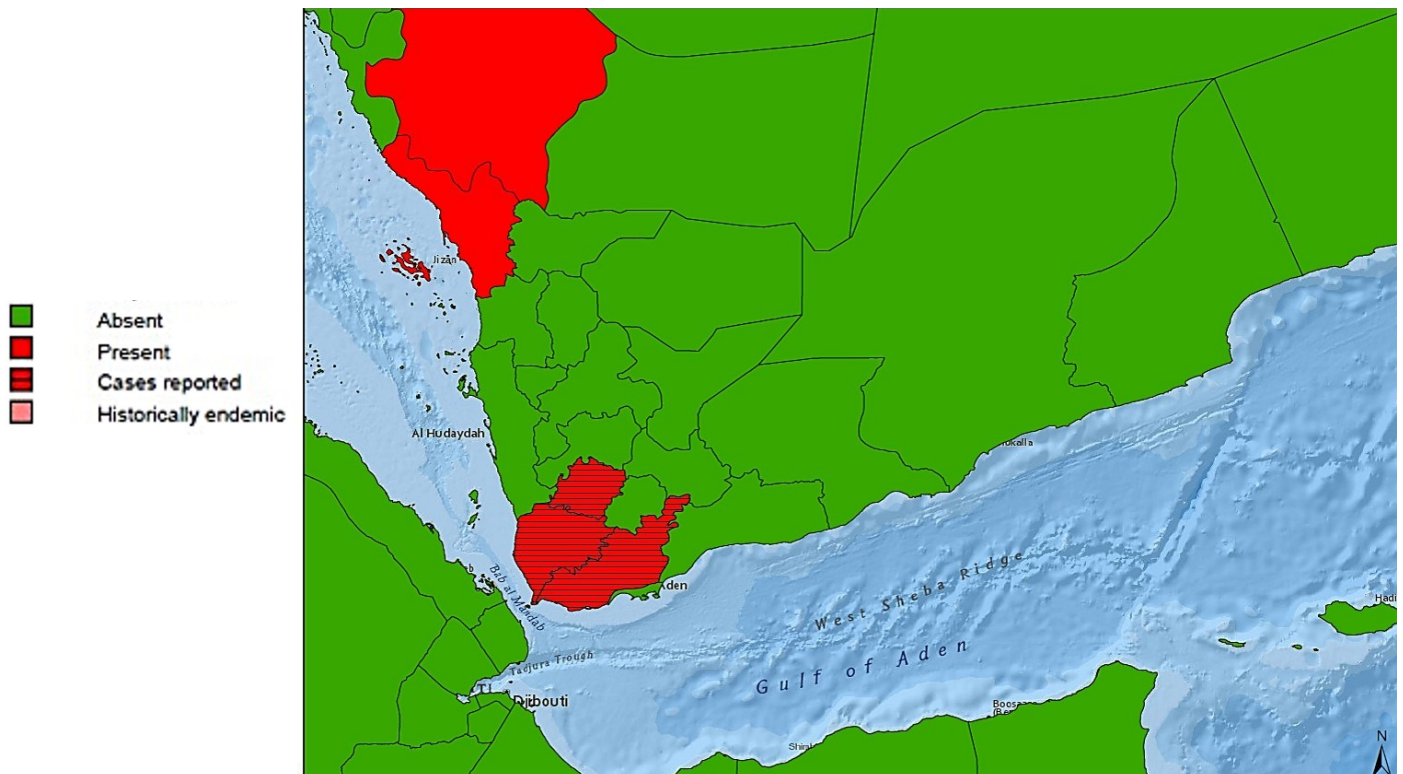 Absent
Present
Cases reported
Historically endemic
Jīzān
Al Hudaydah
Bab al Mandab
Aden
West Sheba Ridge
Gulf of Aden
Tadjura Trough
Djibouti
N